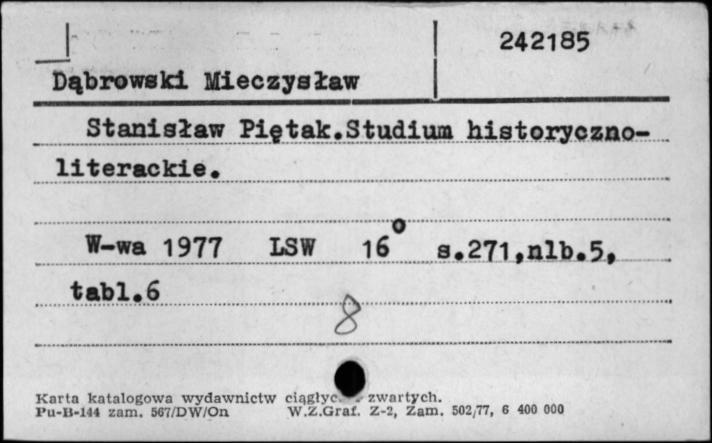 242185
Dąbrowski Mieczysław
Stanisław Piętak.Studium historyczno-
literackie.
W-wa 1977 LSW 16° s.271,nlb.5,
tabl.6
8
Karta katalogowa wydawnictw zwartych.
Pu-B-144 zam. 567/DW/On W.Z.Graf. Z-2, Zam. 502/77, 6 400 000